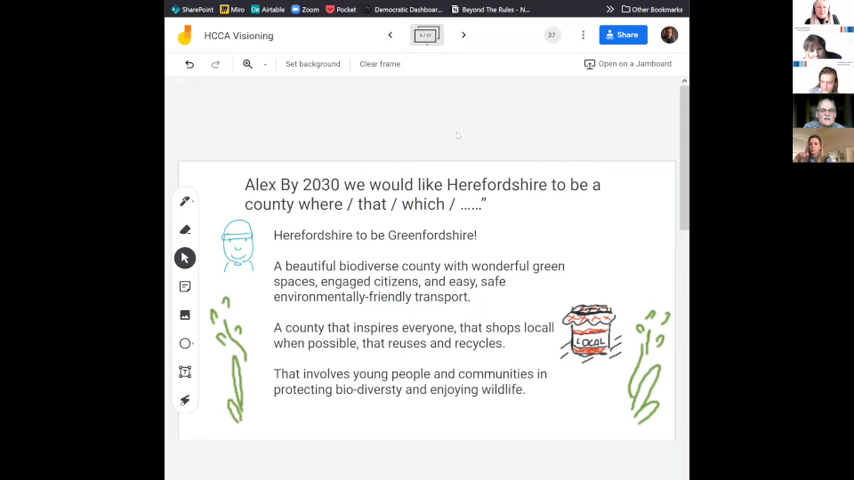 SharePoint Miro Airtable Zoom Pocket Democratic Dashboar... Beyond The Rules - N... Other Bookmarks
HCCA Visioning
9/17
37
Share
Set background Clear frame
Open on a Jamboard
Alex By 2030 we would like Herefordshire to be a
county where / that / which / ......”
Herefordshire to be Greenfordshire!
A beautiful biodiverse county with wonderful green
spaces, engaged citizens, and easy, safe
environmentally-friendly transport.
A county that inspires everyone, that shops locall
when possible, that reuses and recycles.
LOCAL
That involves young people and communities in
protecting bio-diversty and enjoying wildlife.